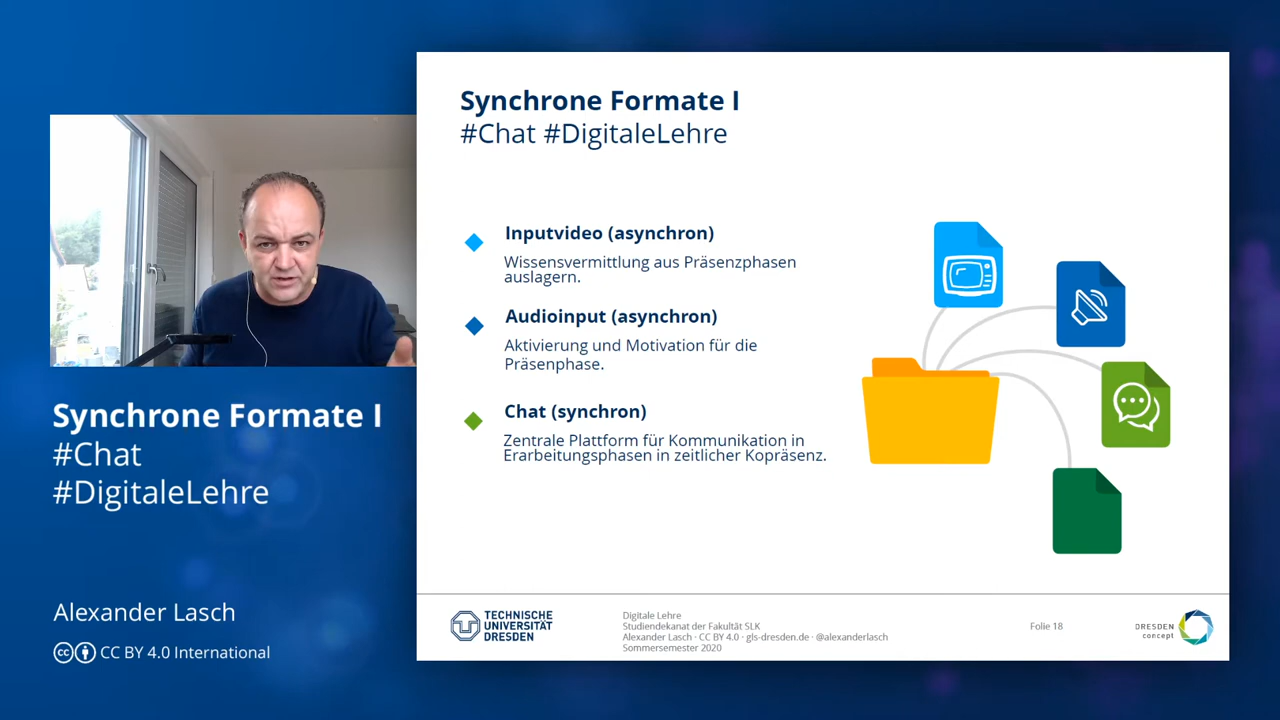 Synchrone Formate I
#Chat
#DigitaleLehre
Alexander Lasch
CC BY 4.0 International
Synchrone Formate I
#Chat #DigitaleLehre
Inputvideo (asynchron)
Wissensvermittlung aus Präsenzphasen
auslagern.
Audioinput (asynchron)
Aktivierung und Motivation für die
Präsenphase.
Chat (synchron)
Zentrale Plattform für Kommunikation in
Erarbeitungsphasen in zeitlicher Kopräsenz.
TECHNISCHE
UNIVERSITÄT
DRESDEN
Digitale Lehre
Studiendekanat der Fakultät SLK
Alexander Lasch · CC BY 4.0 · gls-dresden.de · @alexanderlasch
Sommersemester 2020
Folie 18
DRESDEN
concept